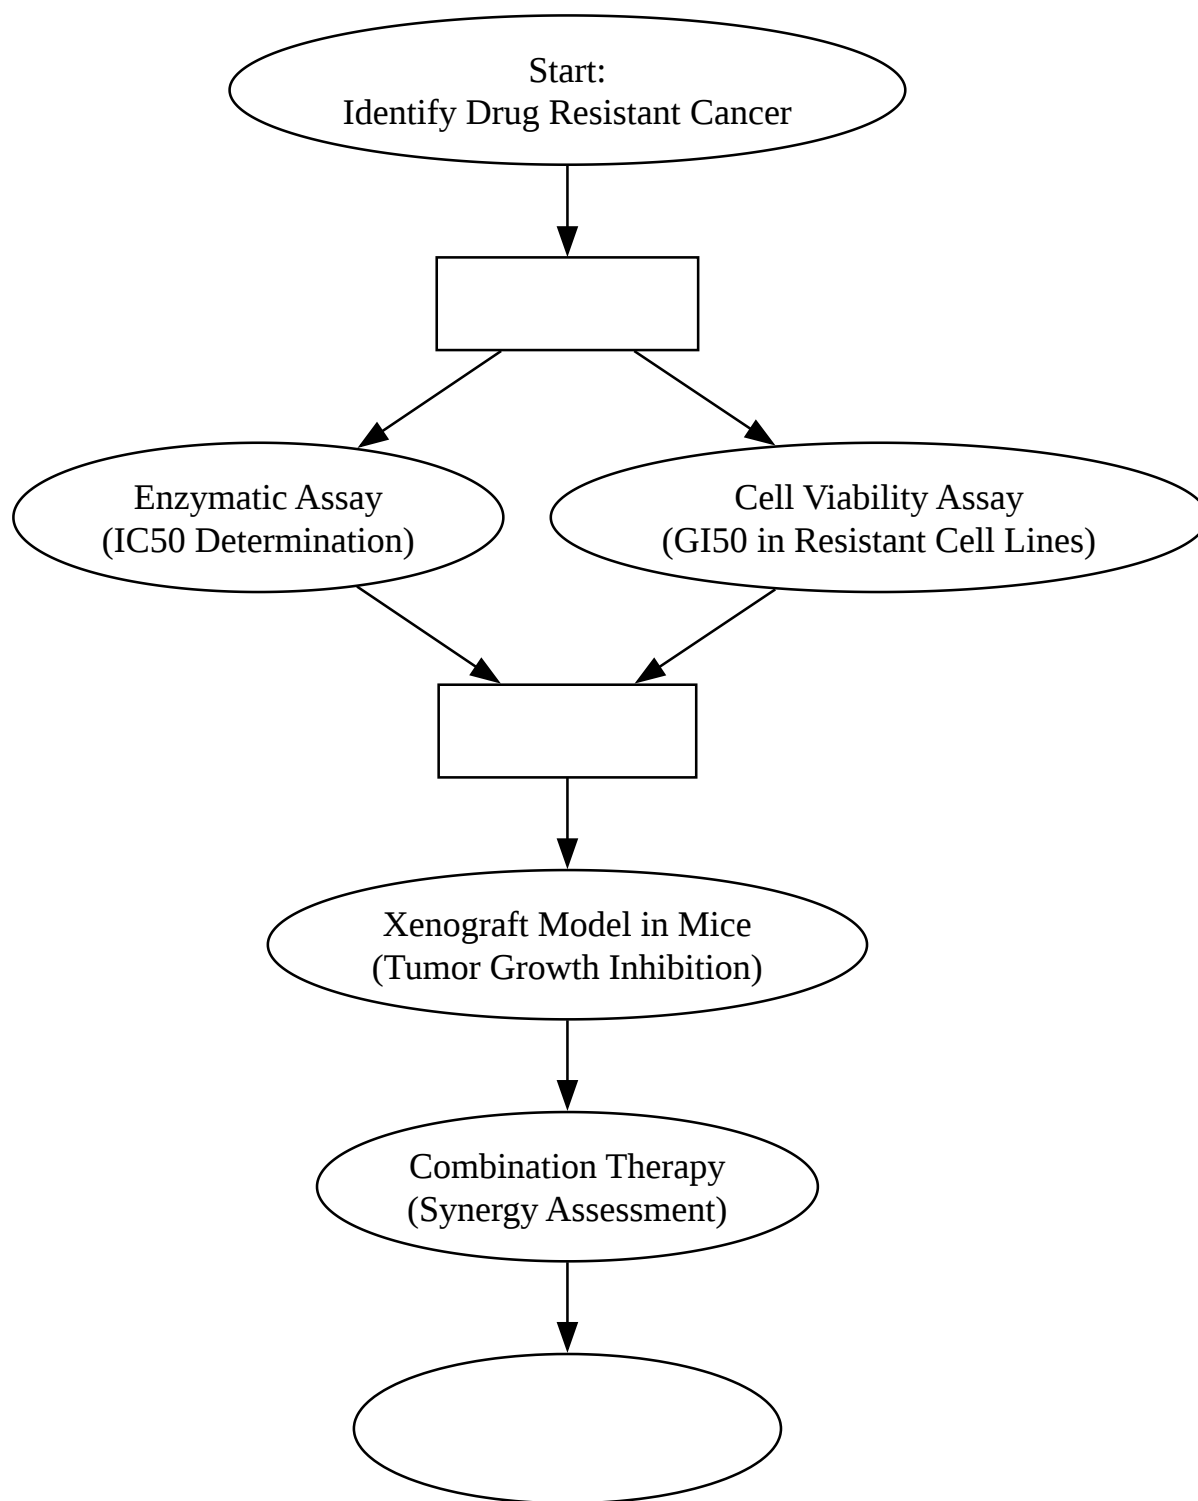 Start:
Identify Drug Resistant Cancer
Enzymatic Assay
(IC50 Determination)
Cell Viability Assay
(GI50 in Resistant Cell Lines)
Xenograft Model in Mice
(Tumor Growth Inhibition)
Combination Therapy
(Synergy Assessment)